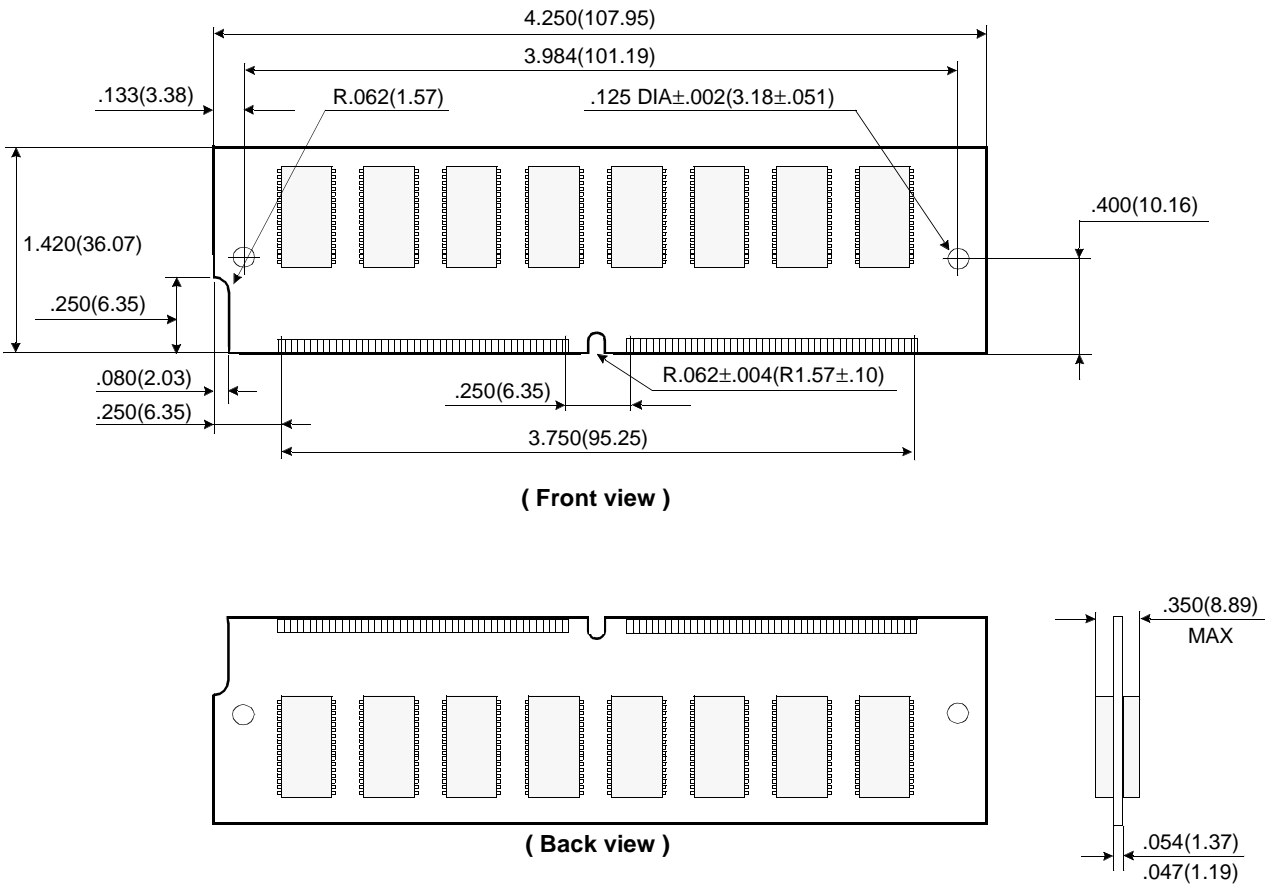 4.250(107.95)
3.984(101.19)
.133(3.38)
R.062(1.57)
.125 DIA±.002(3.18±.051)
.400(10.16)
1.420(36.07)
.250(6.35)
.080(2.03)
R.062±.004(R1.57±.10)
.250(6.35)
.250(6.35)
3.750(95.25)
( Front view )
.350(8.89)
MAX
( Back view )
.054(1.37)
.047(1.19)